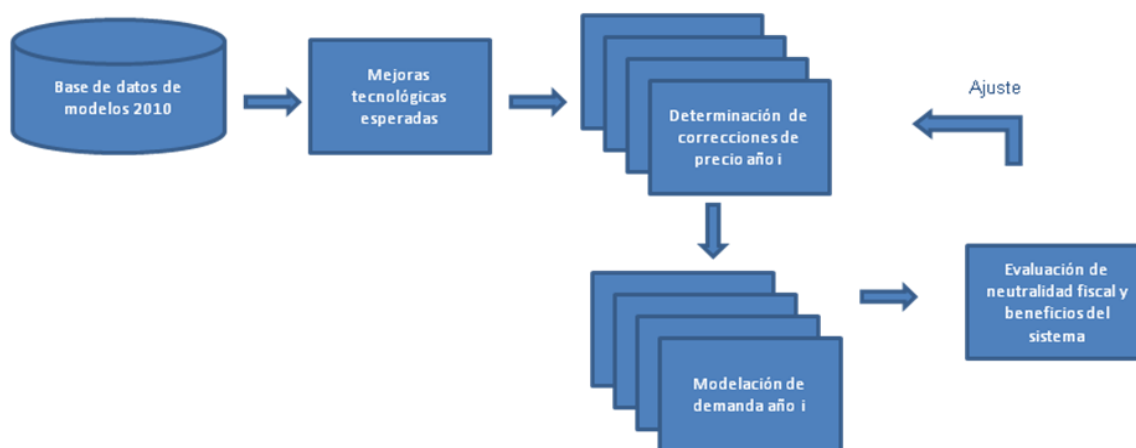 Base de datos de
modelos 2010
Mejoras
tecnológicas
esperadas
Determinación de
correcciones de
precio año i
Ajuste
Modelación de
demanda año i
Evaluación de
neutralidad fiscal y
beneficios del
sistema